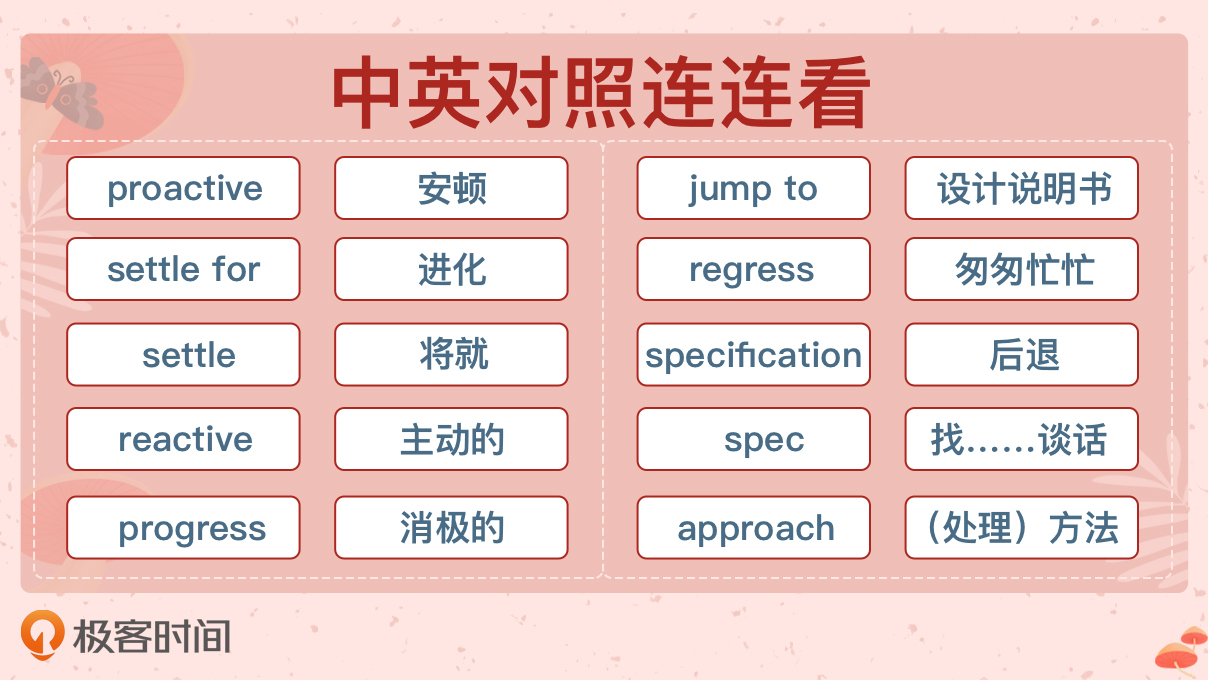 中英对照连连看
proactive 安顿 jump to 设计说明书
settle for 进化 regress 匆匆忙忙
settle 将就 specification 后退
reactive 主动的 spec 找……谈话
progress 消极的 approach （处理）方法
极客时间